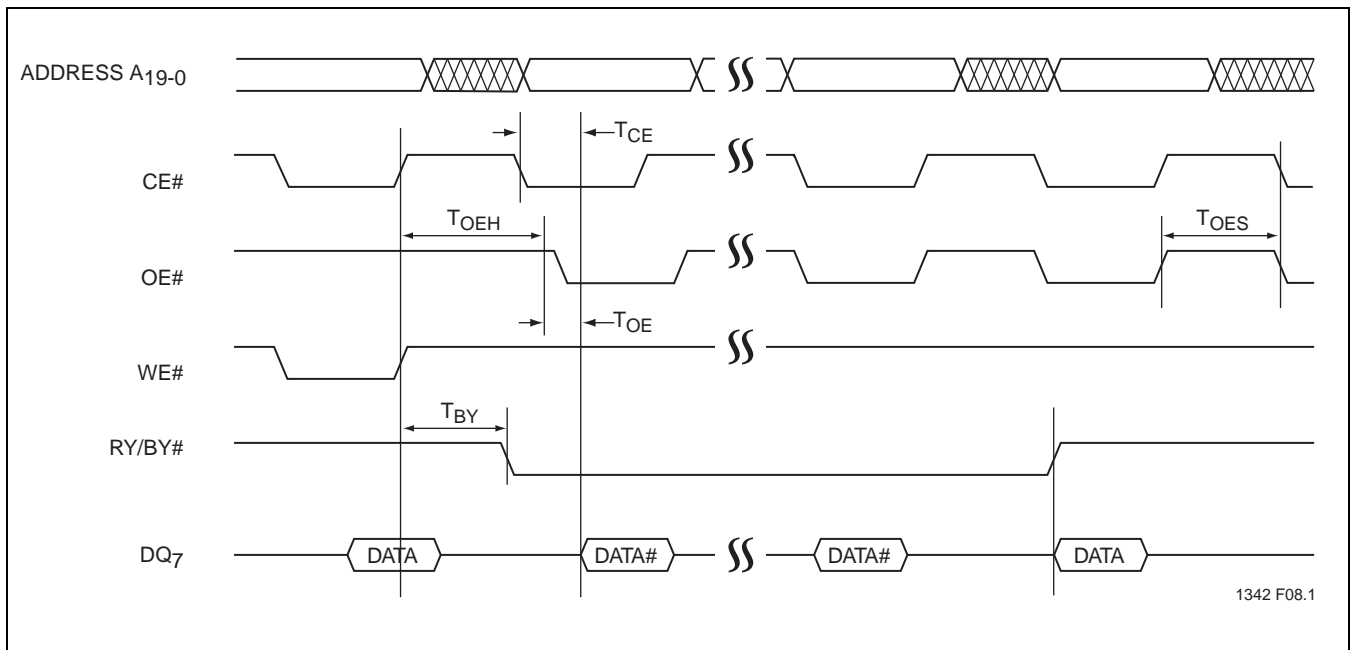 ADDRESS A19-0
TCE
CE#
TOEH
TOES
OE#
TOE
WE#
TBY
RY/BY#
DQ7
DATA
DATA#
DATA#
DATA
1342 F08.1